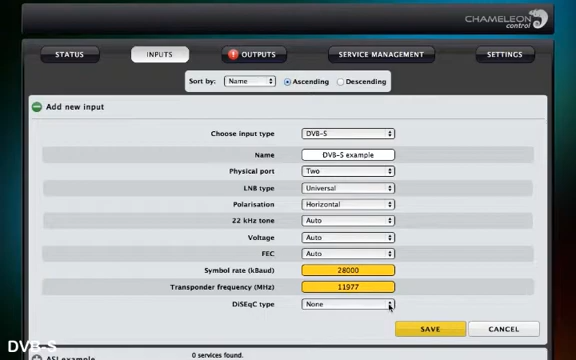 CHAMELEON
control
STATUS
INPUTS
! OUTPUTS
SERVICE MANAGEMENT
SETTINGS
Sort by: Name Ascending Descending
Add new input
Choose input type DVB-S
Name DVB-S example
Physical port Two
LNB type Universal
Polarisation Horizontal
22 kHz tone Auto
Voltage Auto
FEC Auto
Symbol rate (kBaud) 28000
Transponder frequency (MHz) 11977
DiSEqC type None
SAVE CANCEL
DVB-S
ASI example
0 services found.